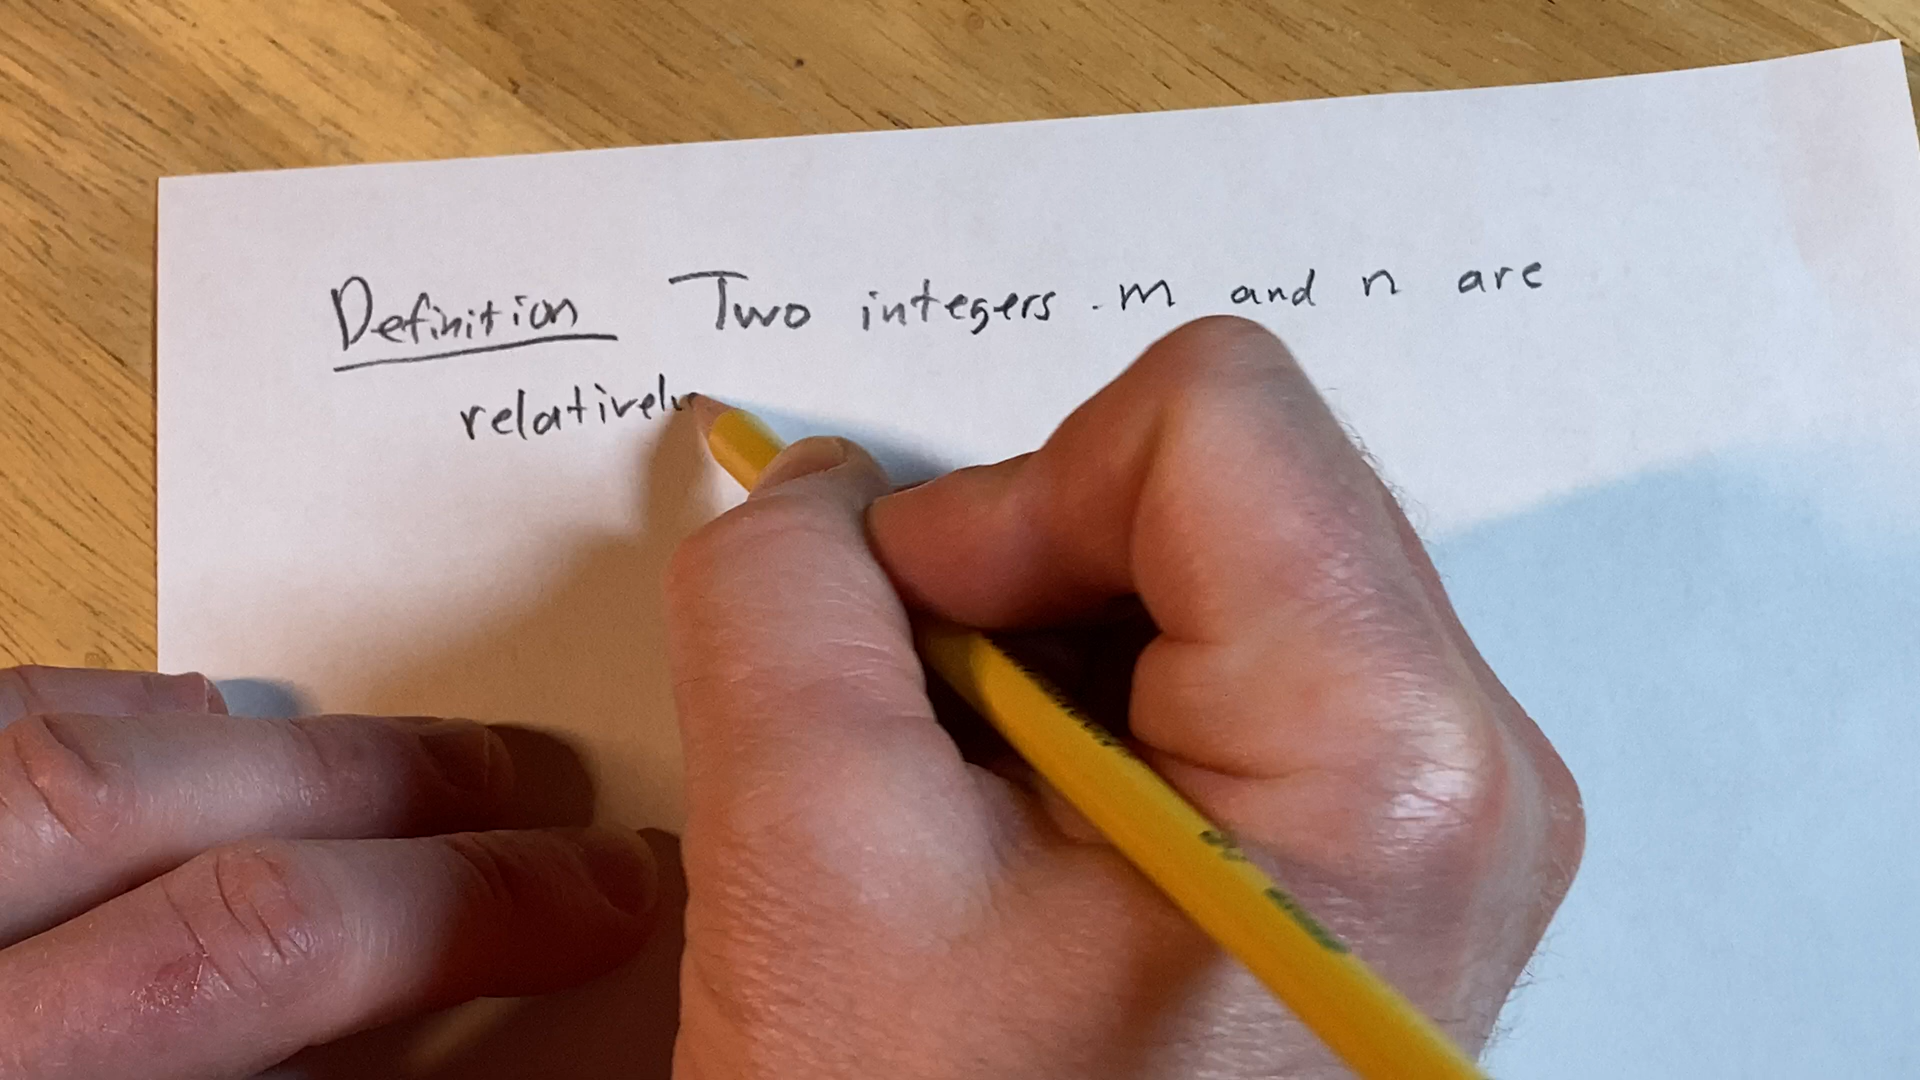 Definition Two integers m and n are
relatively